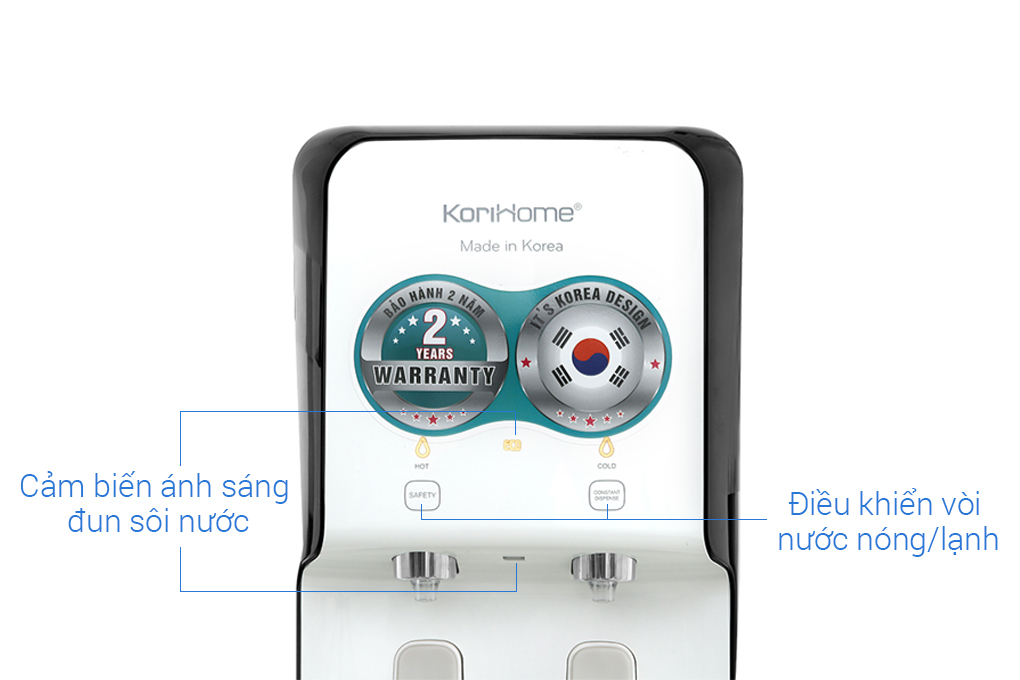 KoriHome®
Made in Korea
BẢO HÀNH 2 NĂM
2
YEARS
WARRANTY
IT'S KOREA DESIGN
ECO
HOT
COLD
SAFETY
CONSTANT
DISPENSE
Cảm biến ánh sáng
đun sôi nước
Điều khiển vòi
nước nóng/lạnh